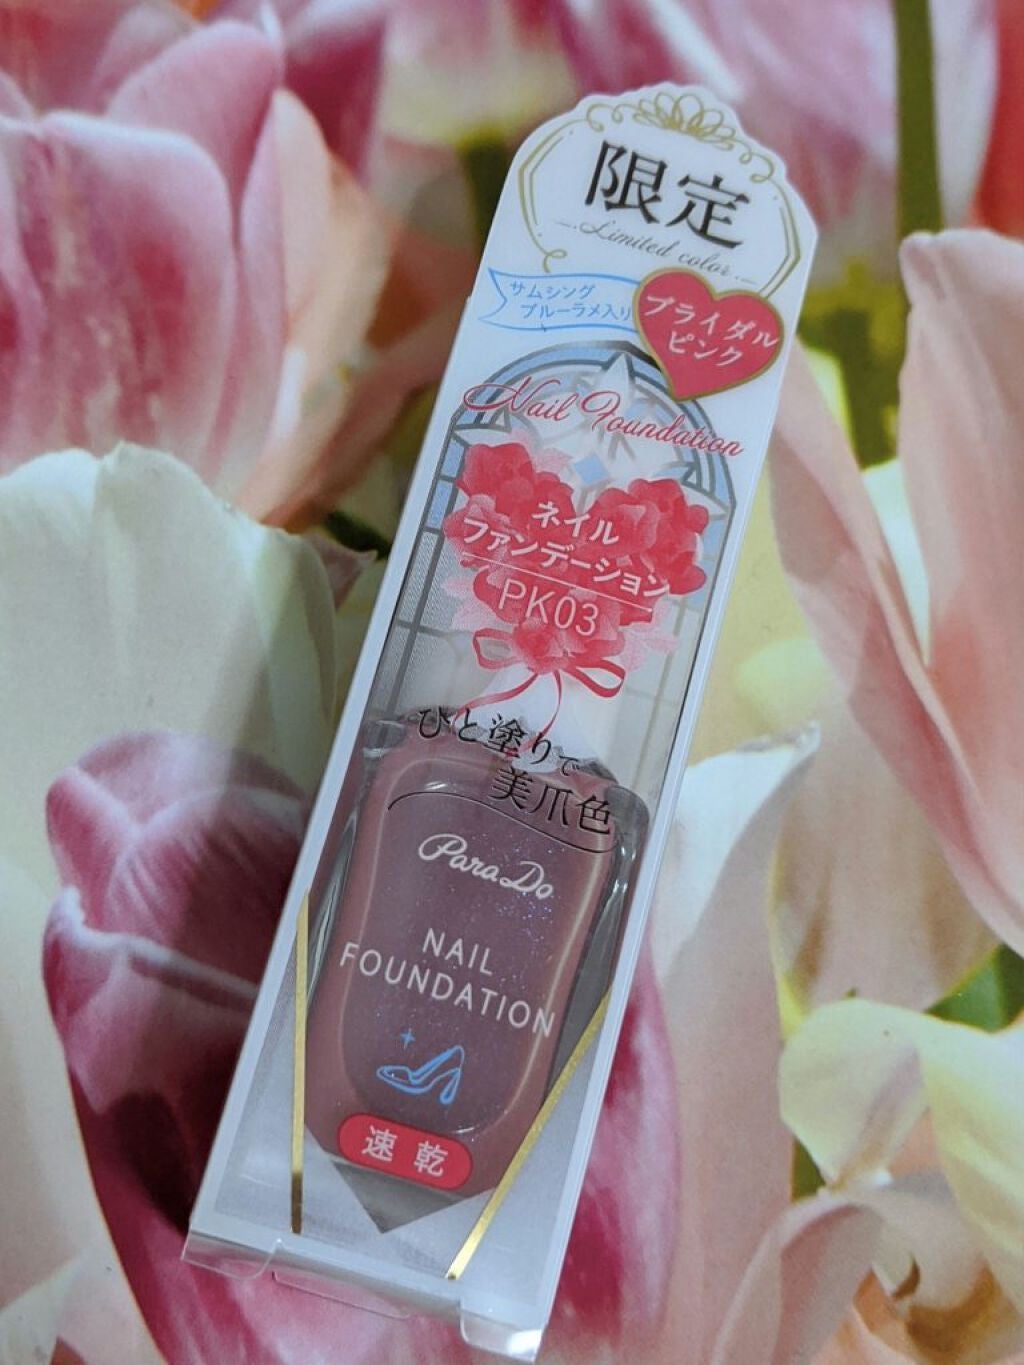 限定
Limited color
サムシング
ブルーラメ入り
ブライダル
ピンク
Nail Foundation
ネイル
ファンデーション
PK03
ひと塗りで
美爪色
Para Do
NAIL
FOUNDATION
速乾